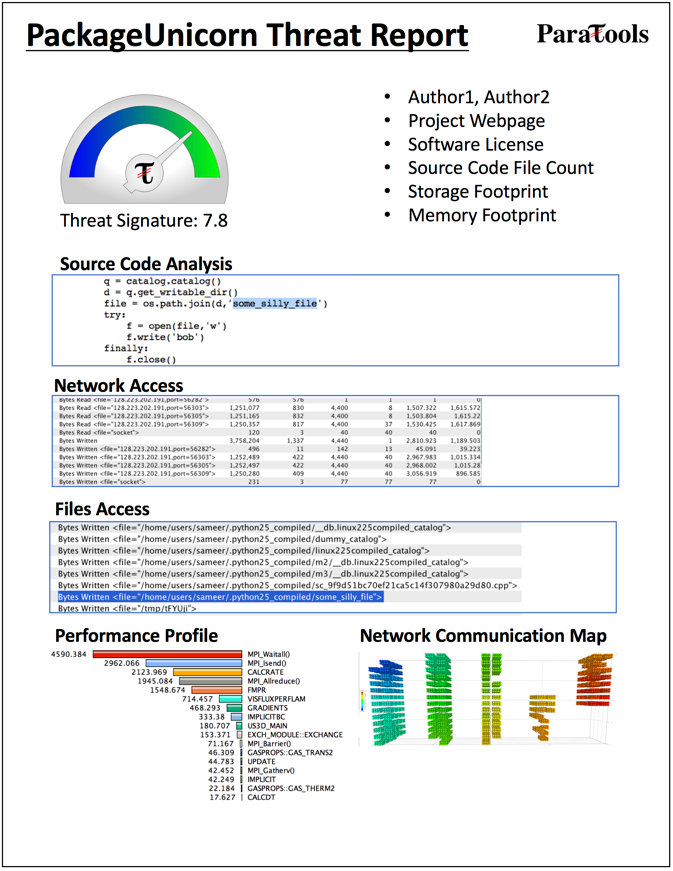 PackageUnicorn Threat Report
ParaTools
Threat Signature: 7.8
• Author1, Author2
• Project Webpage
• Software License
• Source Code File Count
• Storage Footprint
• Memory Footprint
Source Code Analysis
q = catalog.catalog()
d = q.get_writable_dir()
file = os.path.join(d,'some_silly_file')
try:
f = open(file,'w')
f.write('bob')
finally:
f.close()
Network Access
Bytes Read <file="128.223.202.191,port=56282"> 576 576 1 1 1 0
Bytes Read <file="128.223.202.191,port=56303"> 1,251,077 830 4,400 8 1,507.322 1,615.572
Bytes Read <file="128.223.202.191,port=56305"> 1,251,165 832 4,400 8 1,503.804 1,615.22
Bytes Read <file="128.223.202.191,port=56309"> 1,250,357 817 4,400 37 1,530.425 1,617.869
Bytes Read <file="socket"> 120 3 40 40 40 0
Bytes Written 3,758,204 1,337 4,440 1 2,810.923 1,189.503
Bytes Written <file="128.223.202.191,port=56282"> 496 11 142 13 45.091 39.223
Bytes Written <file="128.223.202.191,port=56303"> 1,252,489 422 4,440 40 2,967.983 1,015.334
Bytes Written <file="128.223.202.191,port=56305"> 1,252,497 422 4,440 40 2,968.002 1,015.28
Bytes Written <file="128.223.202.191,port=56309"> 1,250,280 409 4,440 40 3,056.919 896.585
Bytes Written <file="socket"> 231 3 77 77 77 0
Files Access
Bytes Written <file="/home/users/sameer/.python25_compiled/__db.linux225compiled_catalog">
Bytes Written <file="/home/users/sameer/.python25_compiled/dummy_catalog">
Bytes Written <file="/home/users/sameer/.python25_compiled/linux225compiled_catalog">
Bytes Written <file="/home/users/sameer/.python25_compiled/m2/__db.linux225compiled_catalog">
Bytes Written <file="/home/users/sameer/.python25_compiled/m3/__db.linux225compiled_catalog">
Bytes Written <file="/home/users/sameer/.python25_compiled/sc_9f9d51bc70ef21ca5c14f307980a29d80.cpp">
Bytes Written <file="/home/users/sameer/.python25_compiled/some_silly_file">
Bytes Written <file="/tmp/tFYUji">
Performance Profile
4590.384 MPI_Waitall()
2962.066 MPI_Isend()
2123.969 CALCRATE
1945.084 MPI_Allreduce()
1548.674 FMPR
714.457 VISFLUXPERFLAM
468.293 GRADIENTS
333.38 IMPLICITBC
180.707 US3D_MAIN
153.371 EXCH_MODULE::EXCHANGE
71.167 MPI_Barrier()
46.309 GASPROPS::GAS_TRANS2
44.783 UPDATE
42.452 MPI_Gatherv()
42.249 IMPLICIT
22.184 GASPROPS::GAS_THERM2
17.627 CALCDT
Network Communication Map